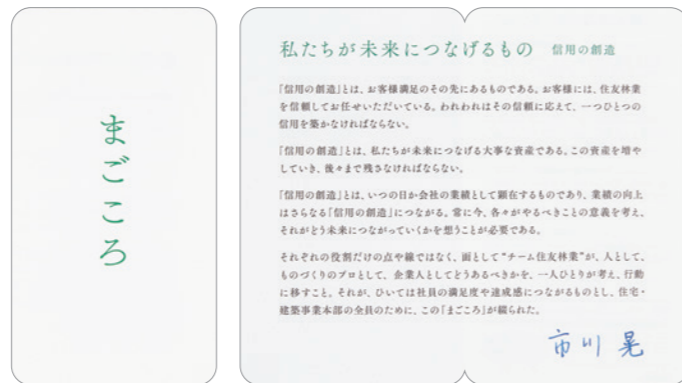 まごころ
私たちが未来につなげるもの 信用の創造
「信用の創造」とは、お客様満足のその先にあるものである。お客様には、住友林業
を信頼してお任せいただいている。われわれはその信頼に応えて、一つひとつの
信用を築かなければならない。
「信用の創造」とは、私たちが未来につなげる大事な資産である。この資産を増や
していき、後々まで残さなければならない。
「信用の創造」とは、いつの日か会社の業績として顕在するものであり、業績の向上
はさらなる「信用の創造」につながる。常に今、各々がやるべきことの意義を考え、
それがどう未来につながっていくかを想うことが必要である。
それぞれの役割だけの点や線ではなく、面として“チーム住友林業”が、人として、
ものづくりのプロとして、企業人としてどうあるべきかを、一人ひとりが考え、行動
に移すこと。それが、ひいては社員の満足度や達成感につながるものとし、住宅・
建築事業本部の全員のために、この『まごころ』が綴られた。
市川 晃